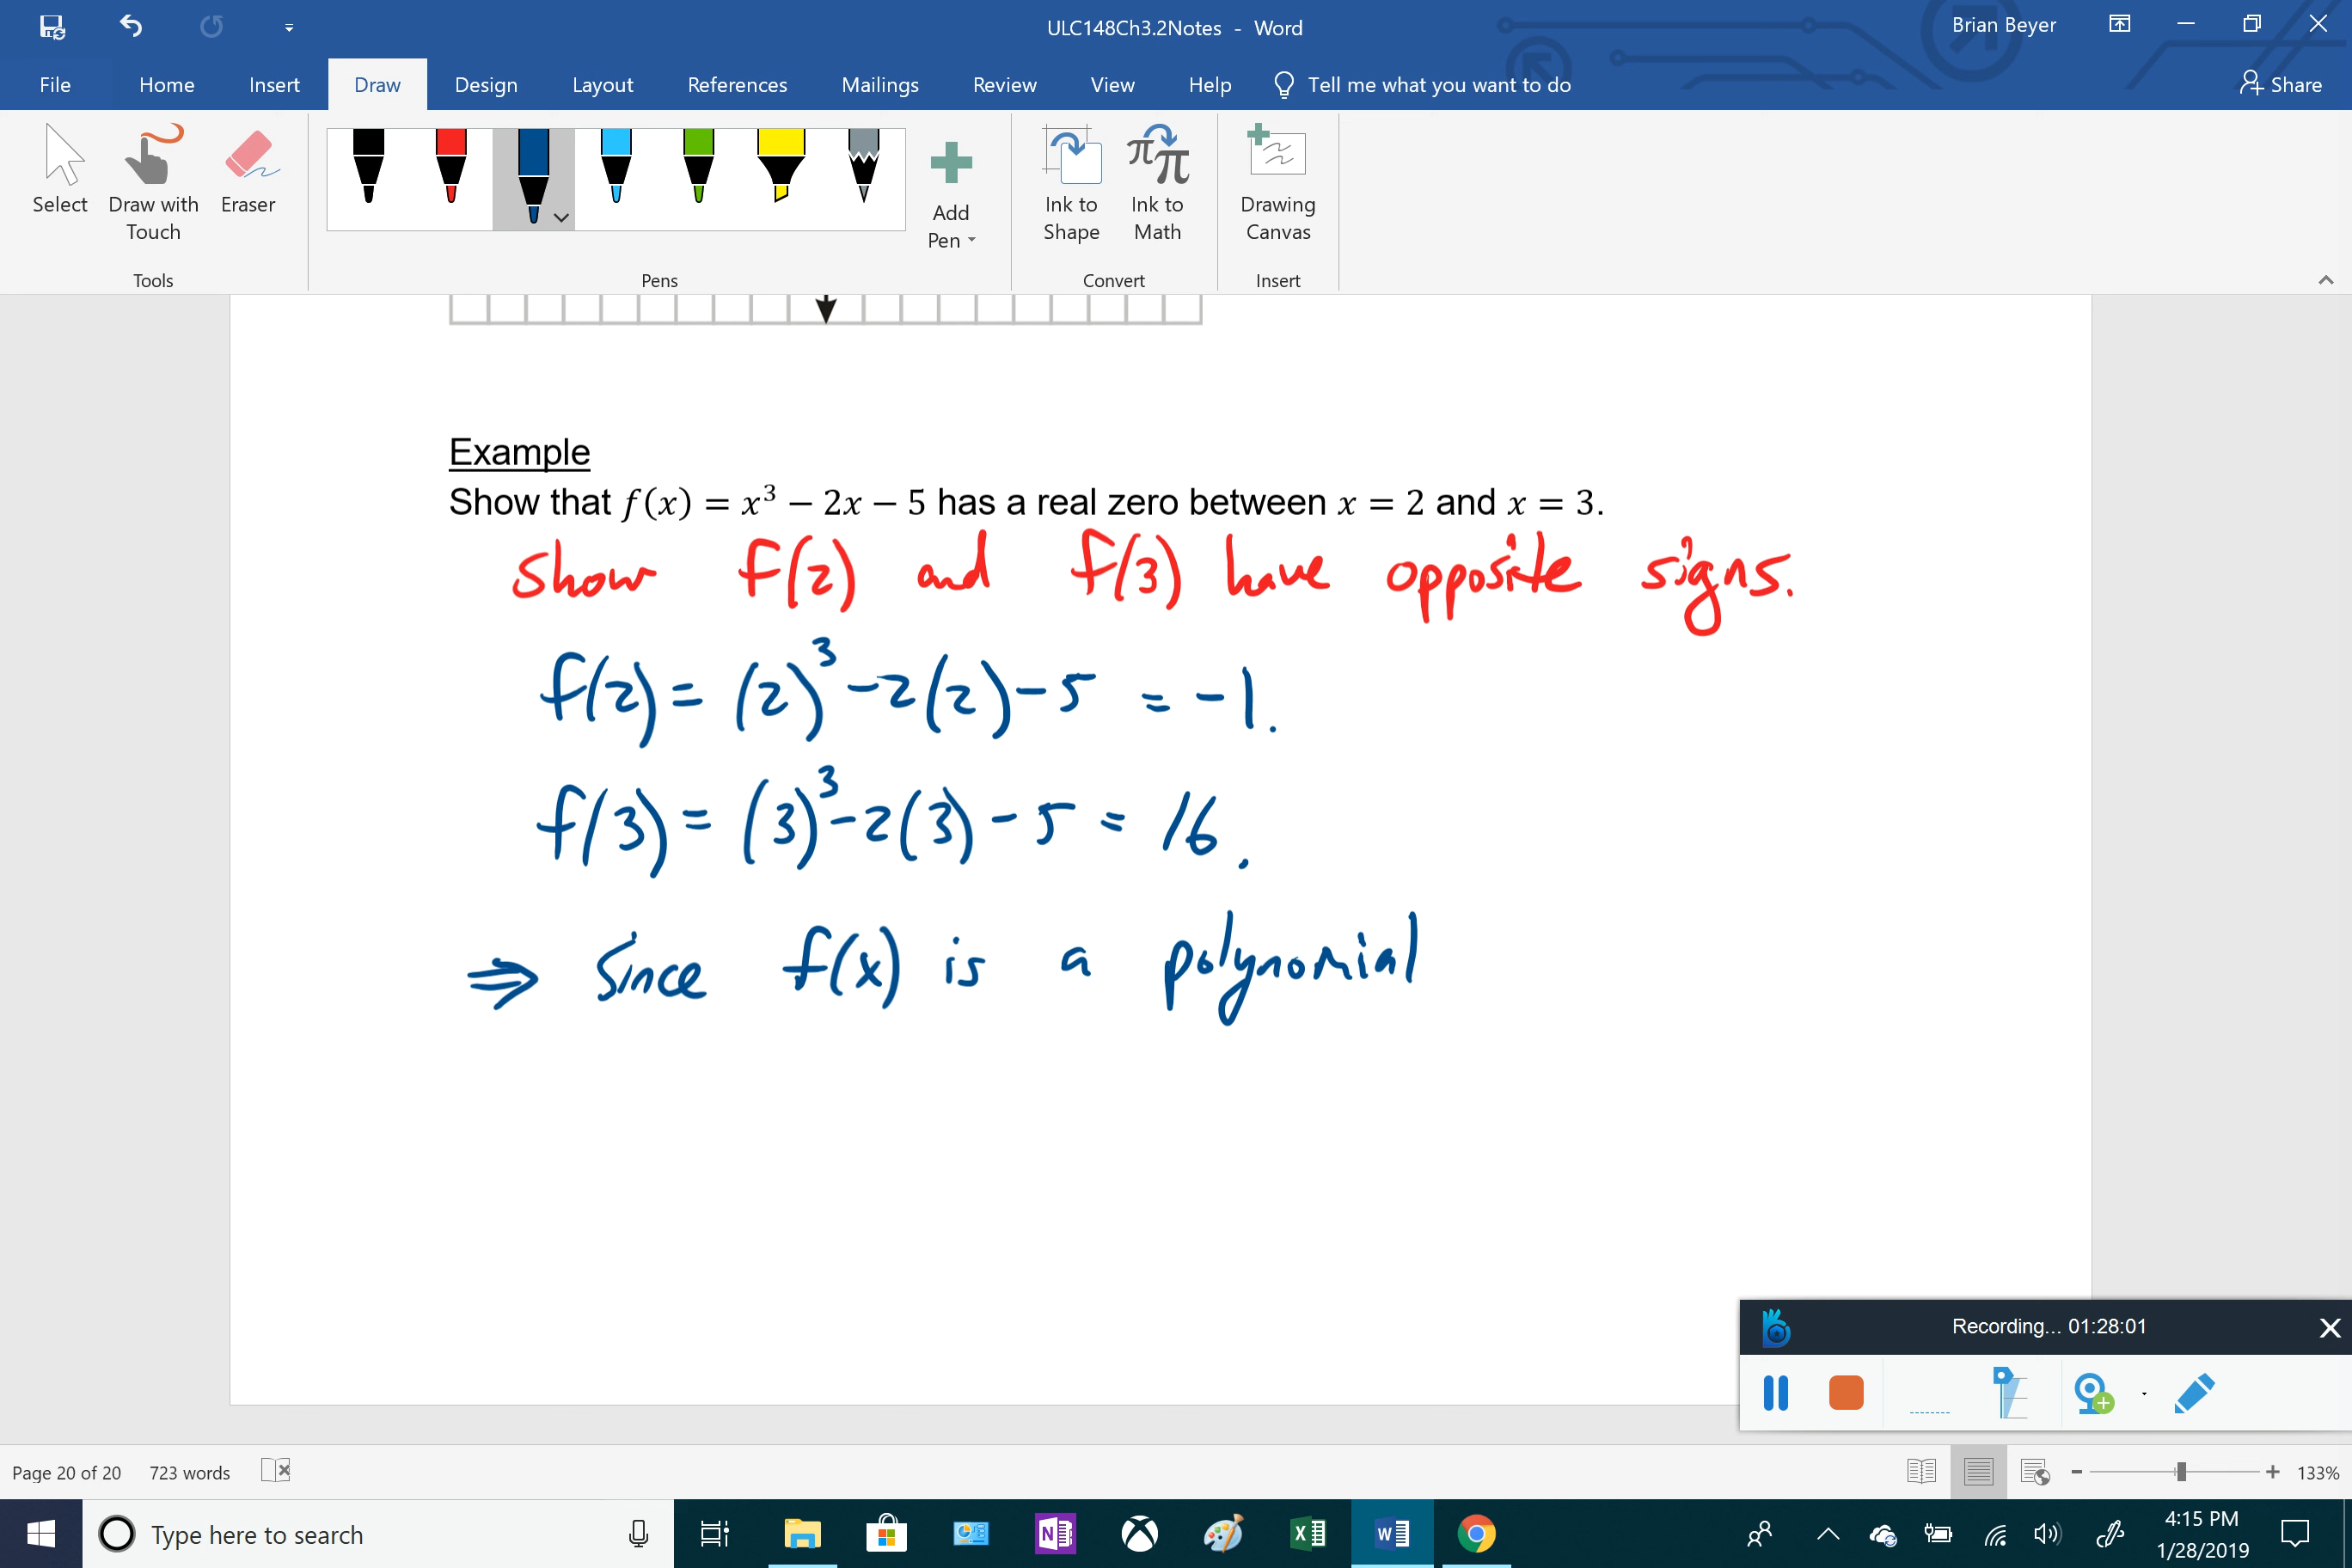 ULC148Ch3.2Notes - Word
Brian Beyer
File Home Insert Draw Design Layout References Mailings Review View Help Tell me what you want to do Share
Select Draw with Touch Eraser Add Pen Ink to Shape Ink to Math Drawing Canvas
Tools Pens Convert Insert
Example
Show that f(x) = x³ − 2x − 5 has a real zero between x = 2 and x = 3.
show f(2) and f(3) have opposite signs.
f(2) = (2)³ -2(2) - 5 = -1.
f(3) = (3)³ -2(3) - 5 = 16.
⇒ Since f(x) is a polynomial
Recording... 01:28:01
Page 20 of 20 723 words 133%
Type here to search
4:15 PM
1/28/2019